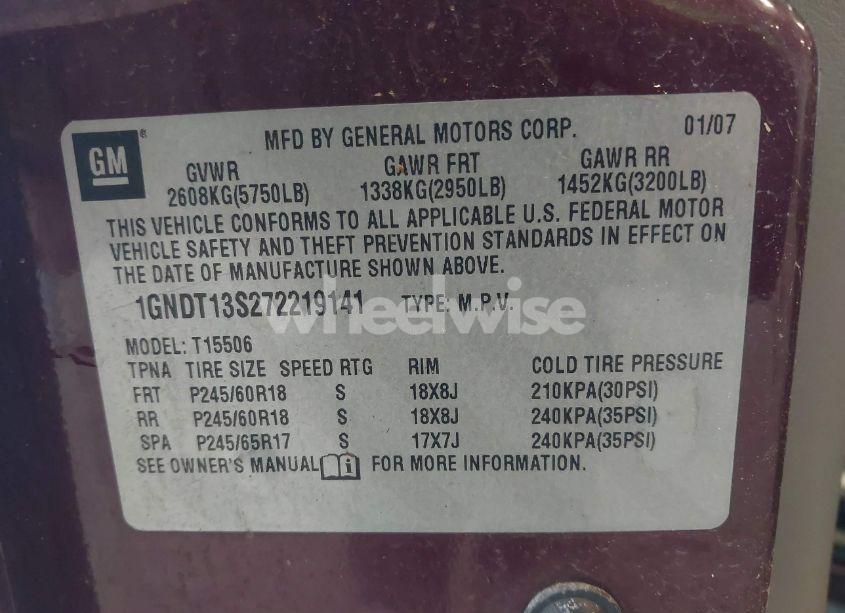 GM ®
MFD BY GENERAL MOTORS CORP. 01/07
GVWR GAWR FRT GAWR RR
2608KG(5750LB) 1338KG(2950LB) 1452KG(3200LB)
THIS VEHICLE CONFORMS TO ALL APPLICABLE U.S. FEDERAL MOTOR
VEHICLE SAFETY AND THEFT PREVENTION STANDARDS IN EFFECT ON
THE DATE OF MANUFACTURE SHOWN ABOVE.
1GNDT13S272219141 TYPE: M.P.V.
wheelwise
MODEL: T15506
TPNA TIRE SIZE SPEED RTG RIM COLD TIRE PRESSURE
FRT P245/60R18 S 18X8J 210KPA(30PSI)
RR P245/60R18 S 18X8J 240KPA(35PSI)
SPA P245/65R17 S 17X7J 240KPA(35PSI)
SEE OWNER'S MANUAL i FOR MORE INFORMATION.